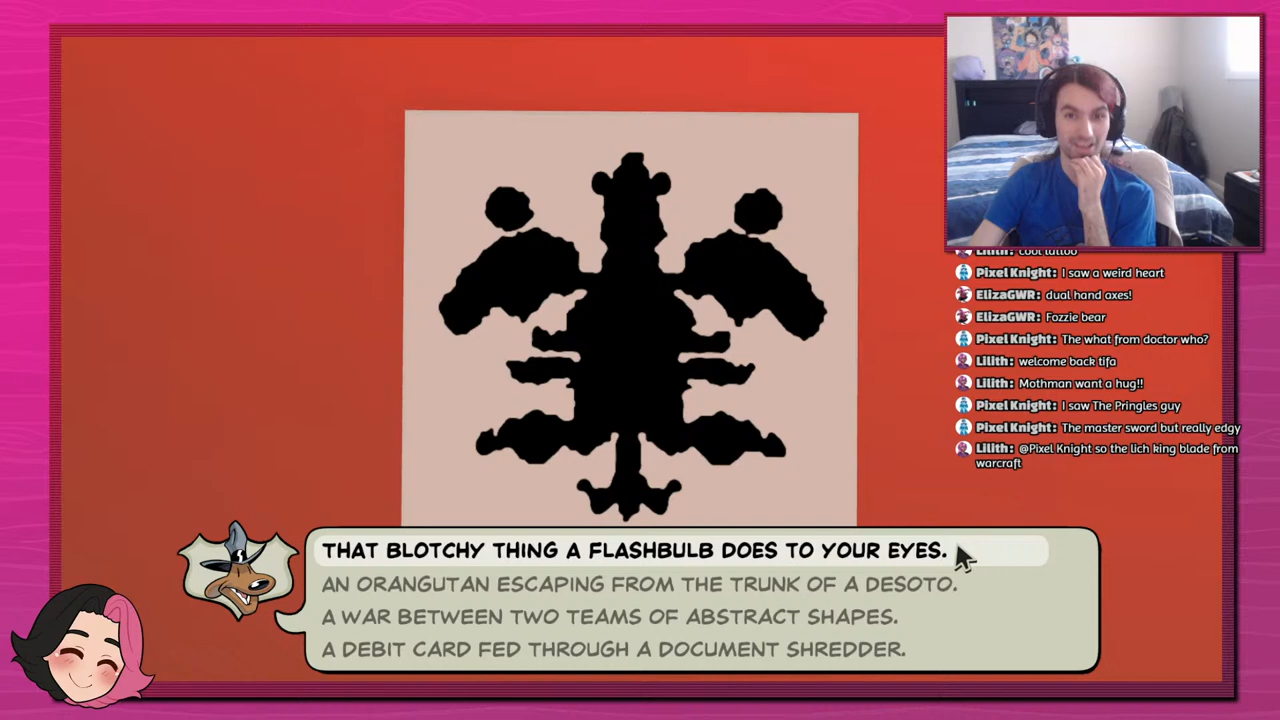 Lilith: cool tattoo
Pixel Knight: I saw a weird heart
ElizaGWR: dual hand axes!
ElizaGWR: Fozzie bear
Pixel Knight: The what from doctor who?
Lilith: welcome back tifa
Lilith: Mothman want a hug!!
Pixel Knight: I saw The Pringles guy
Pixel Knight: The master sword but really edgy
Lilith: @Pixel Knight so the lich king blade from
warcraft
THAT BLOTCHY THING A FLASHBULB DOES TO YOUR EYES.
AN ORANGUTAN ESCAPING FROM THE TRUNK OF A DESOTO.
A WAR BETWEEN TWO TEAMS OF ABSTRACT SHAPES.
A DEBIT CARD FED THROUGH A DOCUMENT SHREDDER.